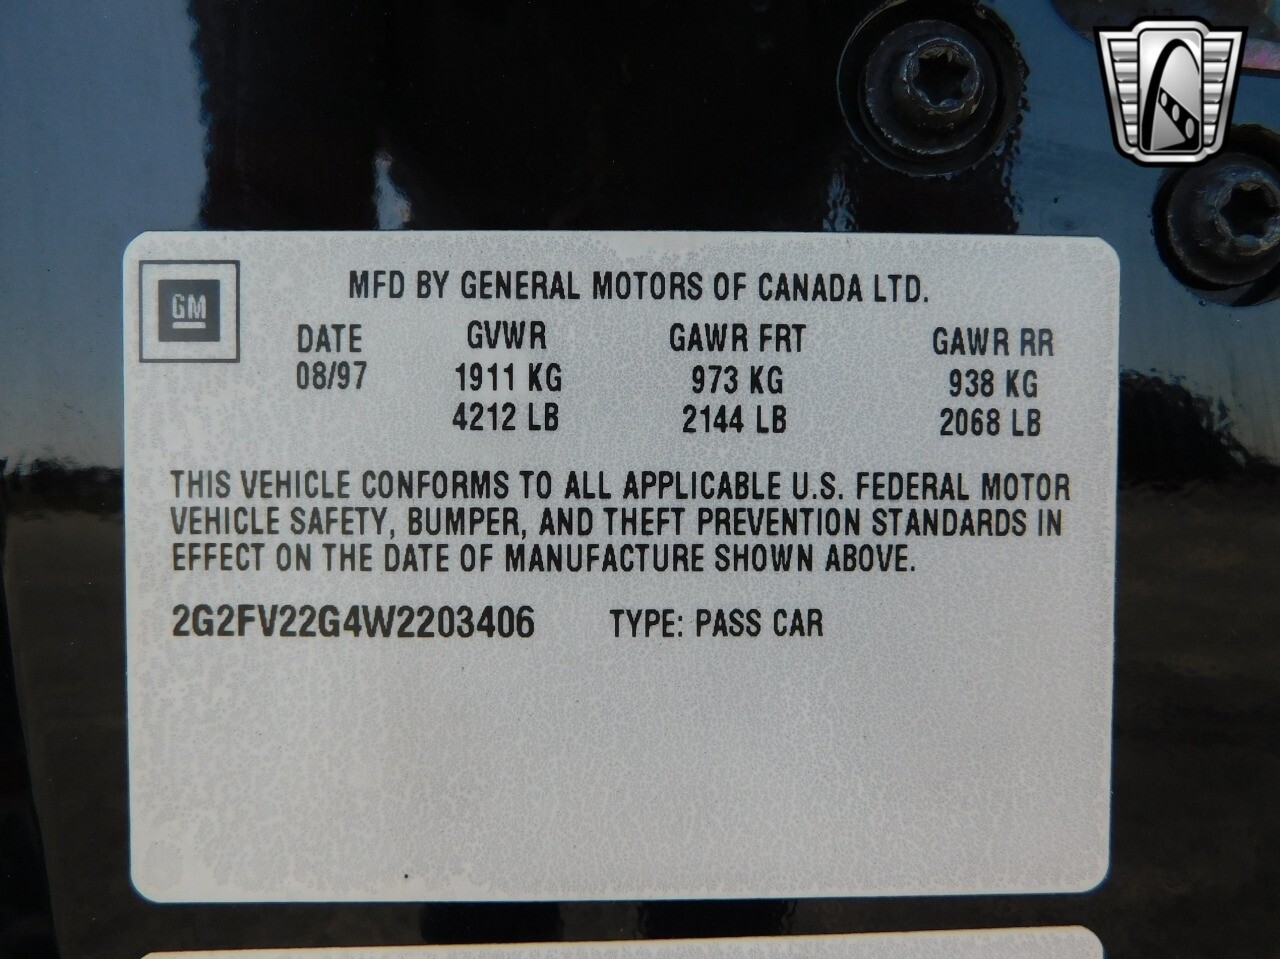 MFD BY GENERAL MOTORS OF CANADA LTD.
GM
DATE GVWR GAWR FRT GAWR RR
08/97 1911 KG 973 KG 938 KG
4212 LB 2144 LB 2068 LB
THIS VEHICLE CONFORMS TO ALL APPLICABLE U.S. FEDERAL MOTOR
VEHICLE SAFETY, BUMPER, AND THEFT PREVENTION STANDARDS IN
EFFECT ON THE DATE OF MANUFACTURE SHOWN ABOVE.
2G2FV22G4W2203406 TYPE: PASS CAR